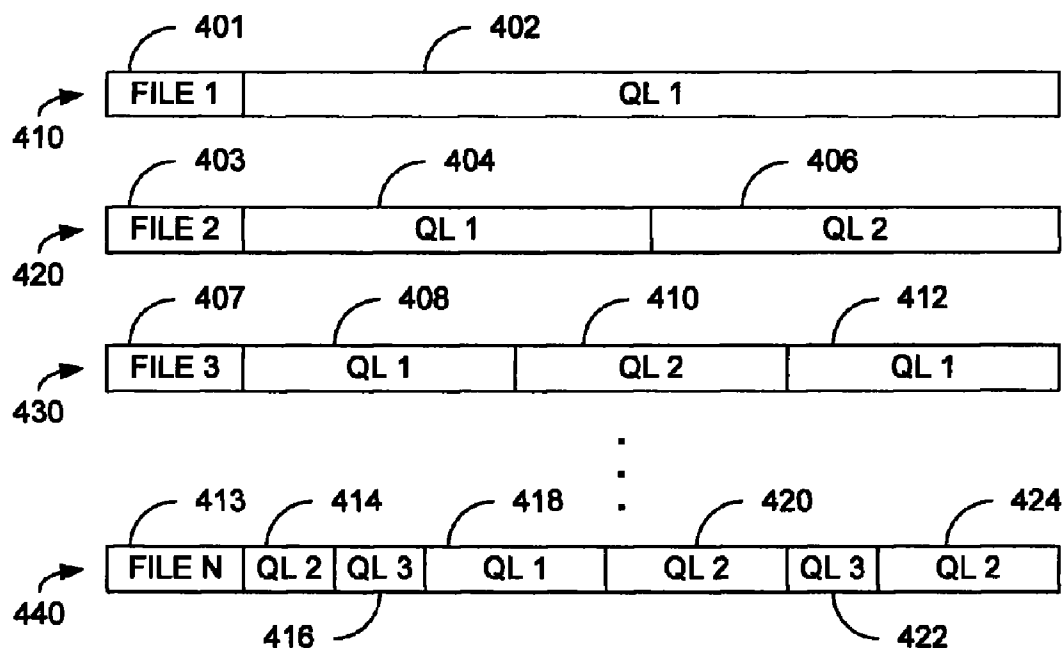 401 402
FILE 1 QL 1
410
403 404 406
FILE 2 QL 1 QL 2
420
407 408 410 412
FILE 3 QL 1 QL 2 QL 1
430
413 414 418 420 424
FILE N QL 2 QL 3 QL 1 QL 2 QL 3 QL 2
440
416 422